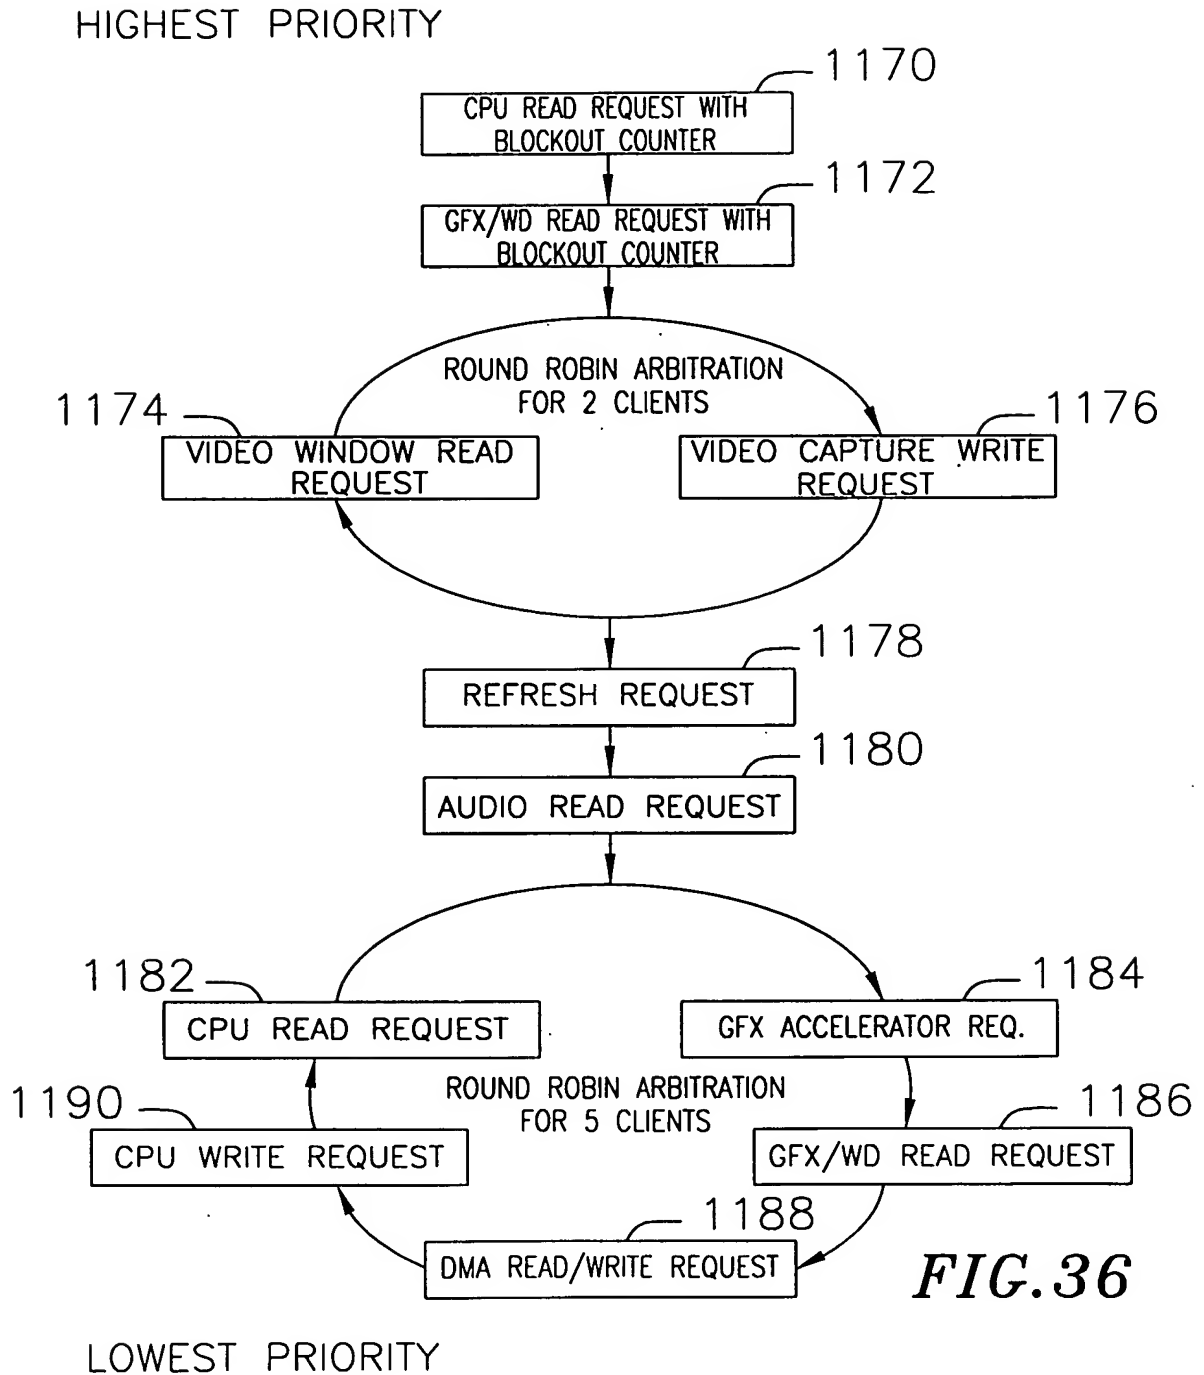 HIGHEST PRIORITY
1170
CPU READ REQUEST WITH
BLOCKOUT COUNTER
1172
GFX/WD READ REQUEST WITH
BLOCKOUT COUNTER
ROUND ROBIN ARBITRATION
FOR 2 CLIENTS
1174
VIDEO WINDOW READ
REQUEST
1176
VIDEO CAPTURE WRITE
REQUEST
1178
REFRESH REQUEST
1180
AUDIO READ REQUEST
1182
CPU READ REQUEST
1184
GFX ACCELERATOR REQ.
ROUND ROBIN ARBITRATION
FOR 5 CLIENTS
1190
CPU WRITE REQUEST
1186
GFX/WD READ REQUEST
1188
DMA READ/WRITE REQUEST
FIG.36
LOWEST PRIORITY